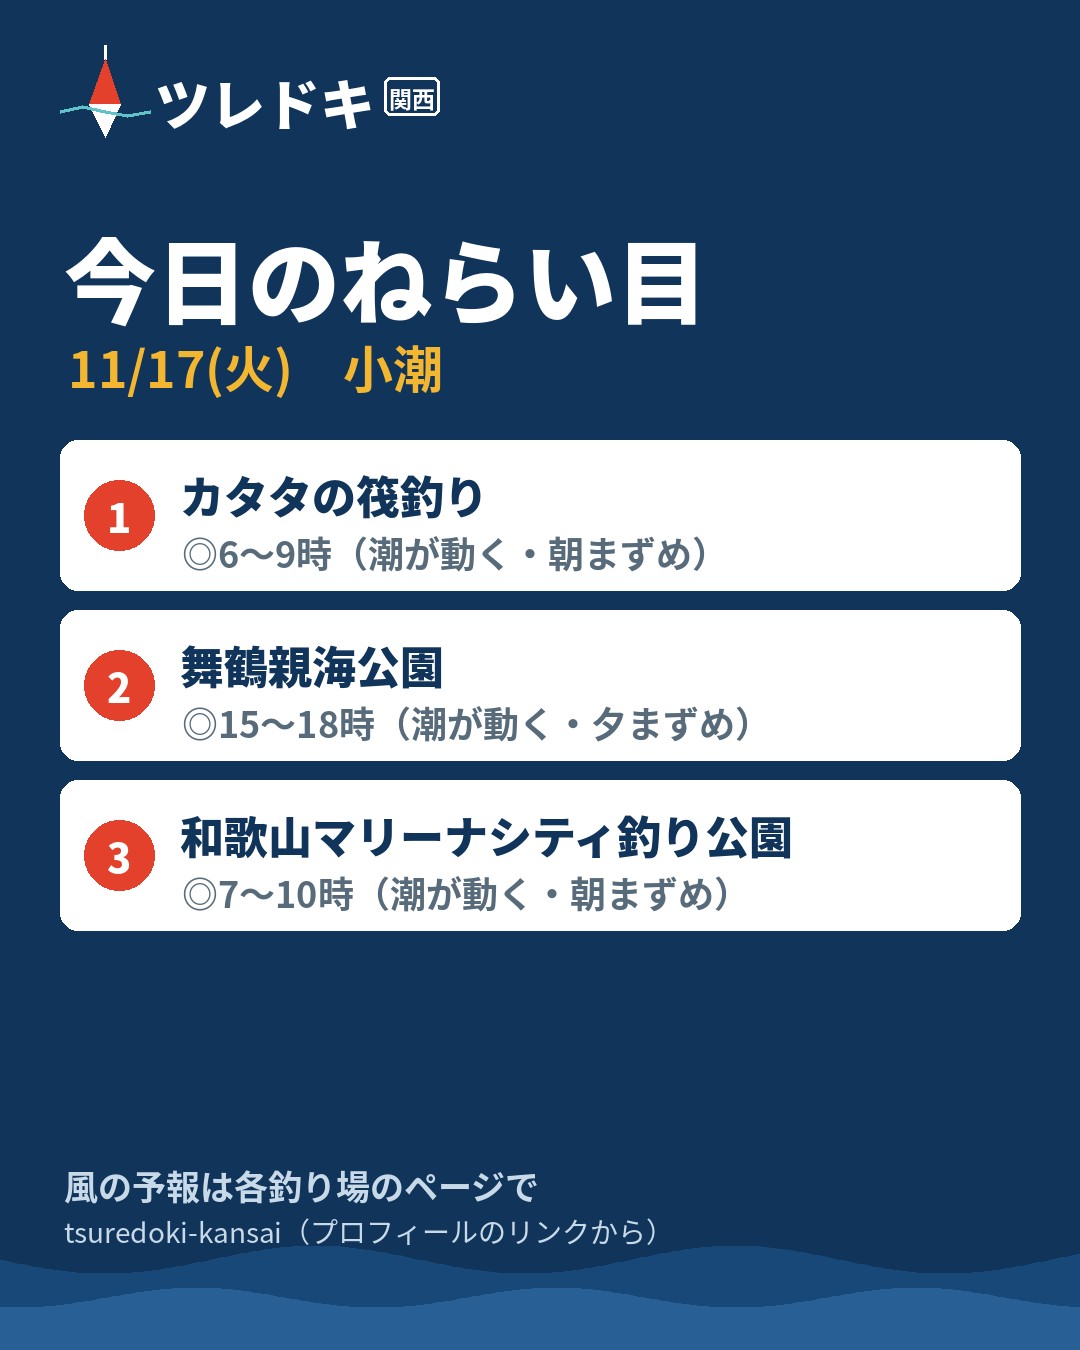 ツレドキ 関西
今日のねらい目
11/17(火)　小潮
1 カタタの筏釣り
◎6〜9時（潮が動く・朝まずめ）
2 舞鶴親海公園
◎15〜18時（潮が動く・夕まずめ）
3 和歌山マリーナシティ釣り公園
◎7〜10時（潮が動く・朝まずめ）
風の予報は各釣り場のページで
tsuredoki-kansai（プロフィールのリンクから）